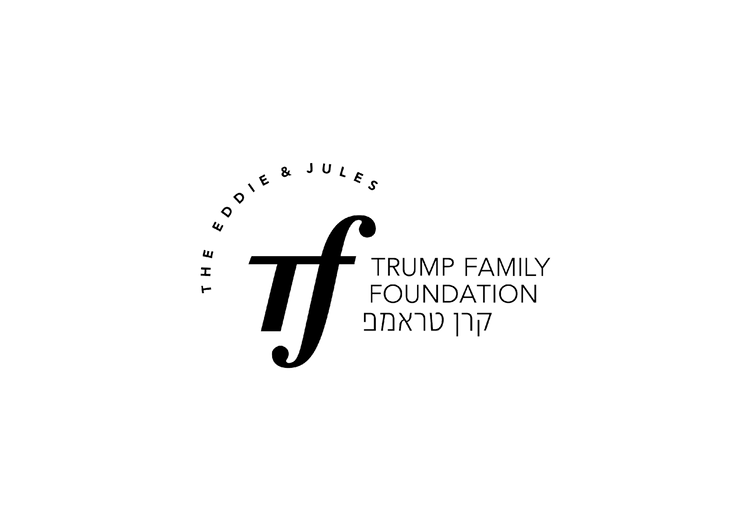 THE EDDIE & JULES
Tf
TRUMP FAMILY
FOUNDATION
קרן טראמפ